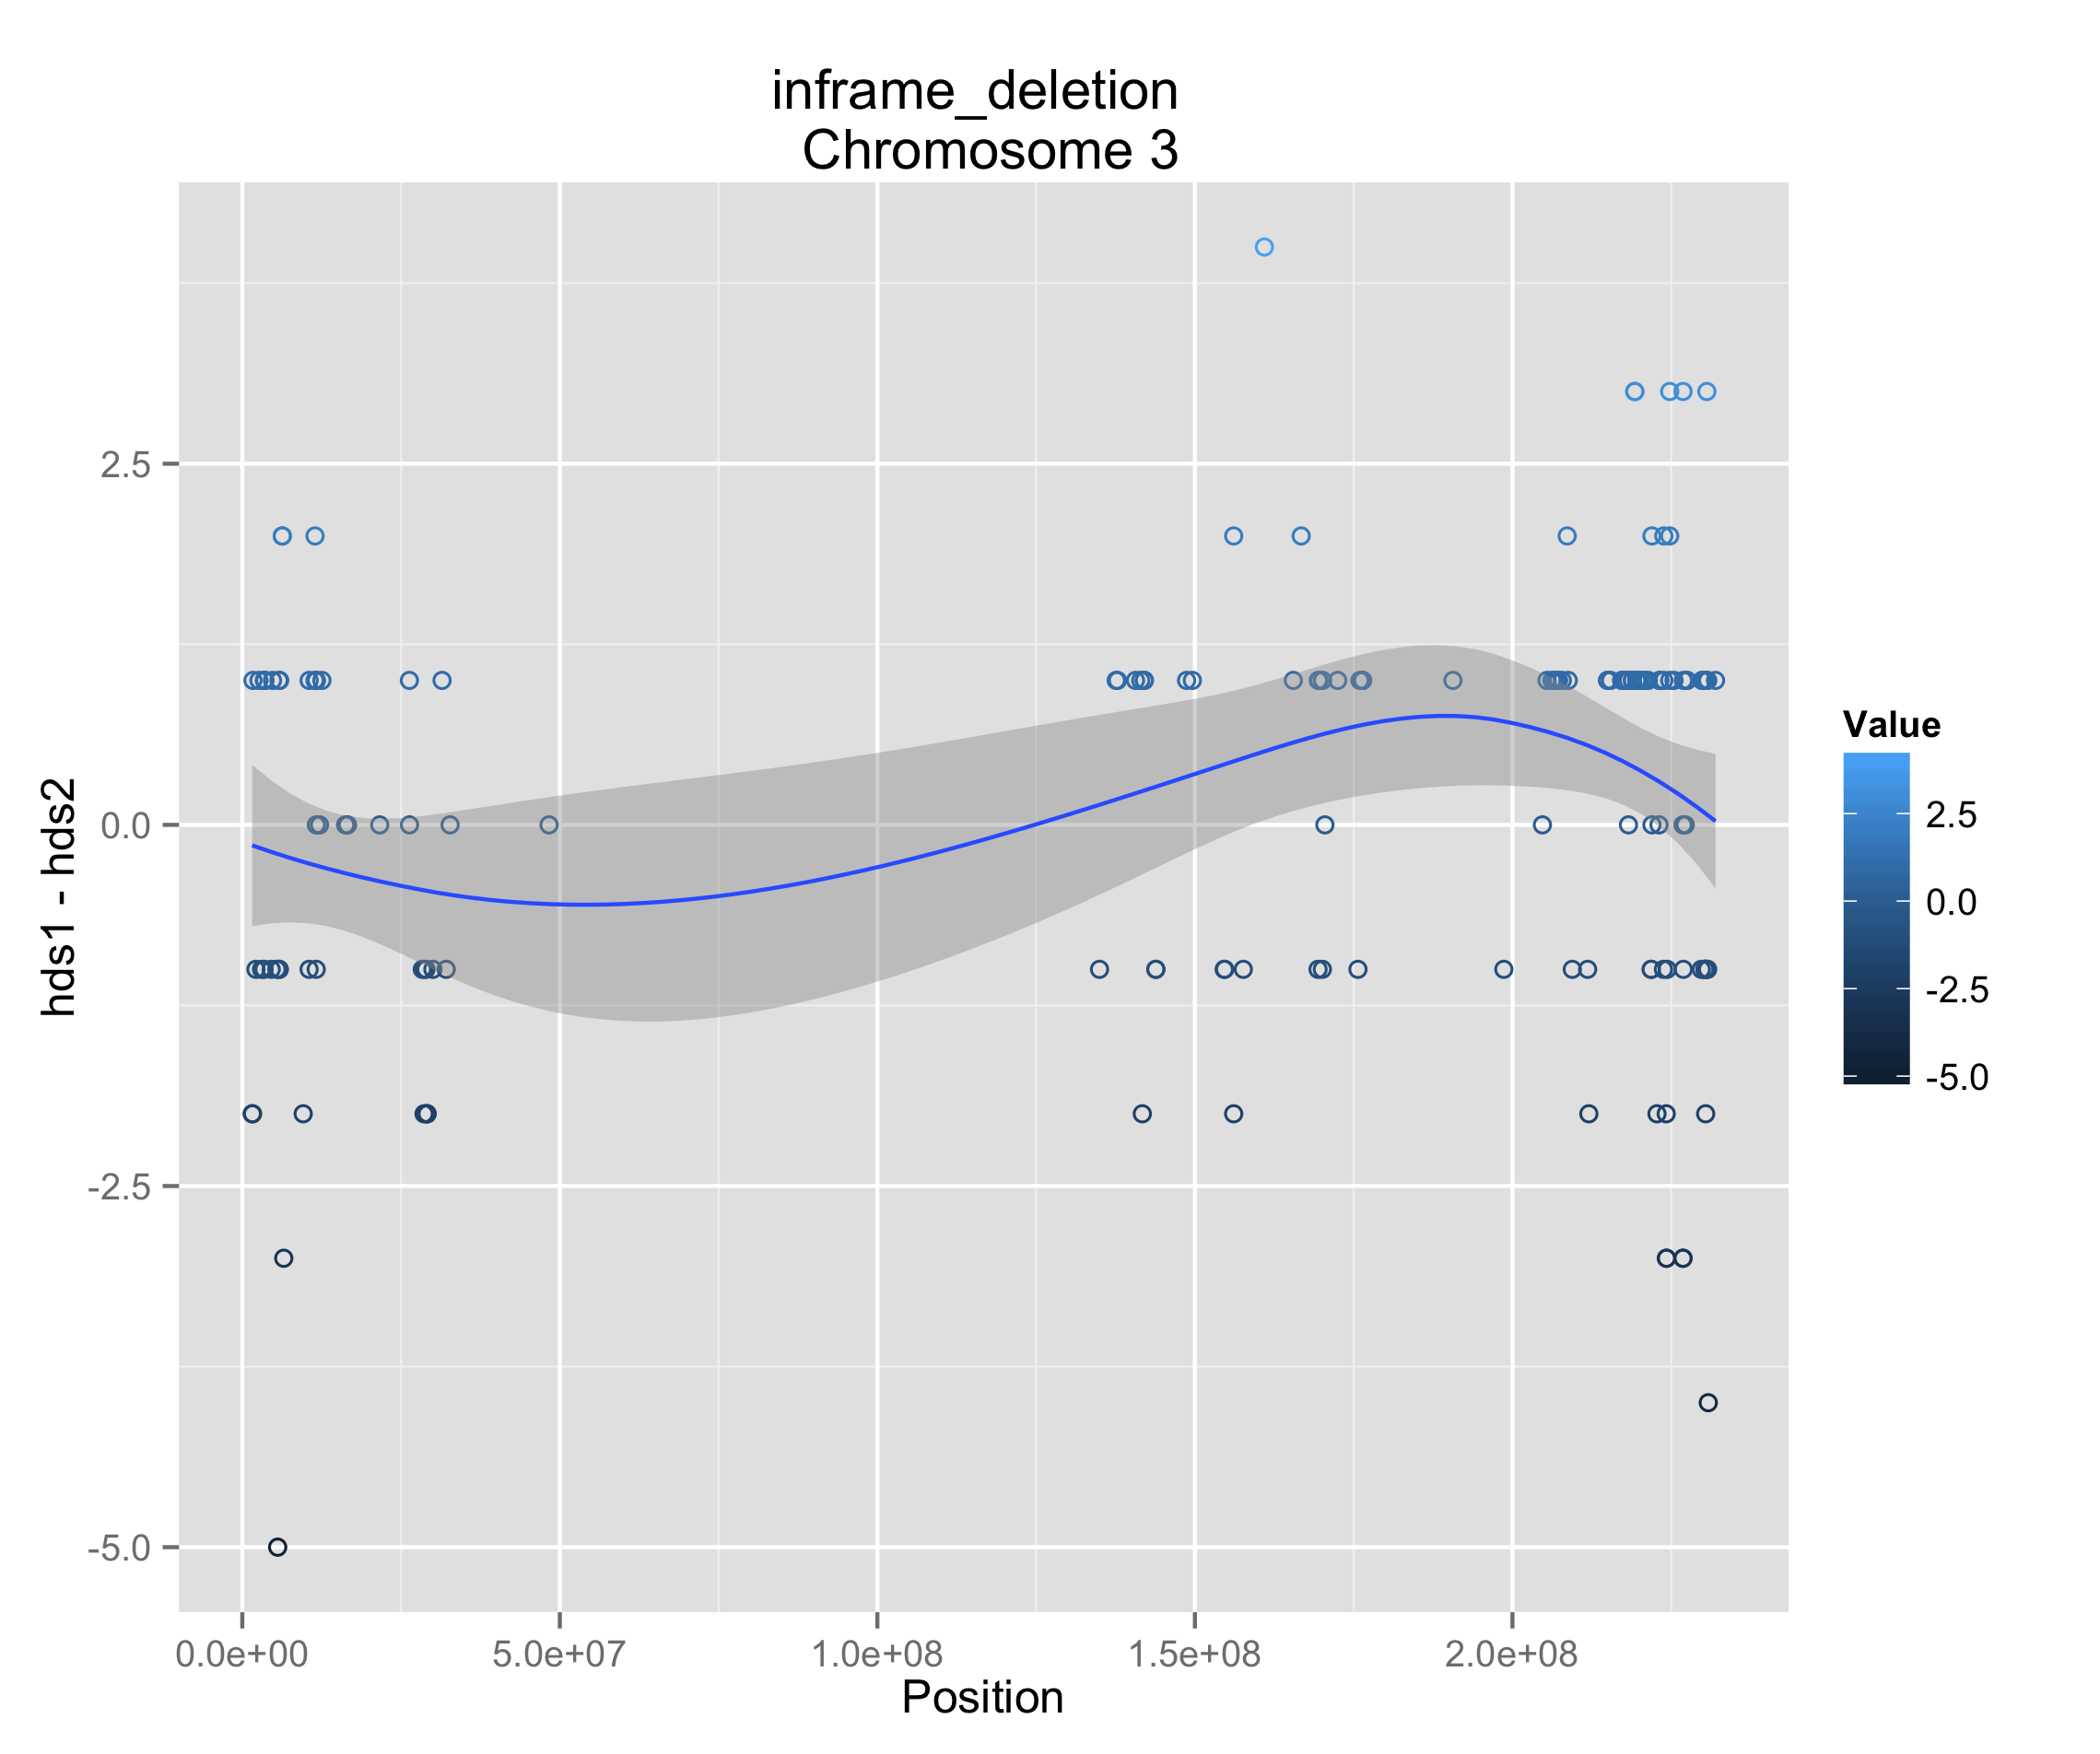 inframe_deletion
Chromosome 3
hds1 - hds2
2.5
0.0
-2.5
-5.0
0.0e+00 5.0e+07 1.0e+08 1.5e+08 2.0e+08
Position
Value
2.5
0.0
-2.5
-5.0